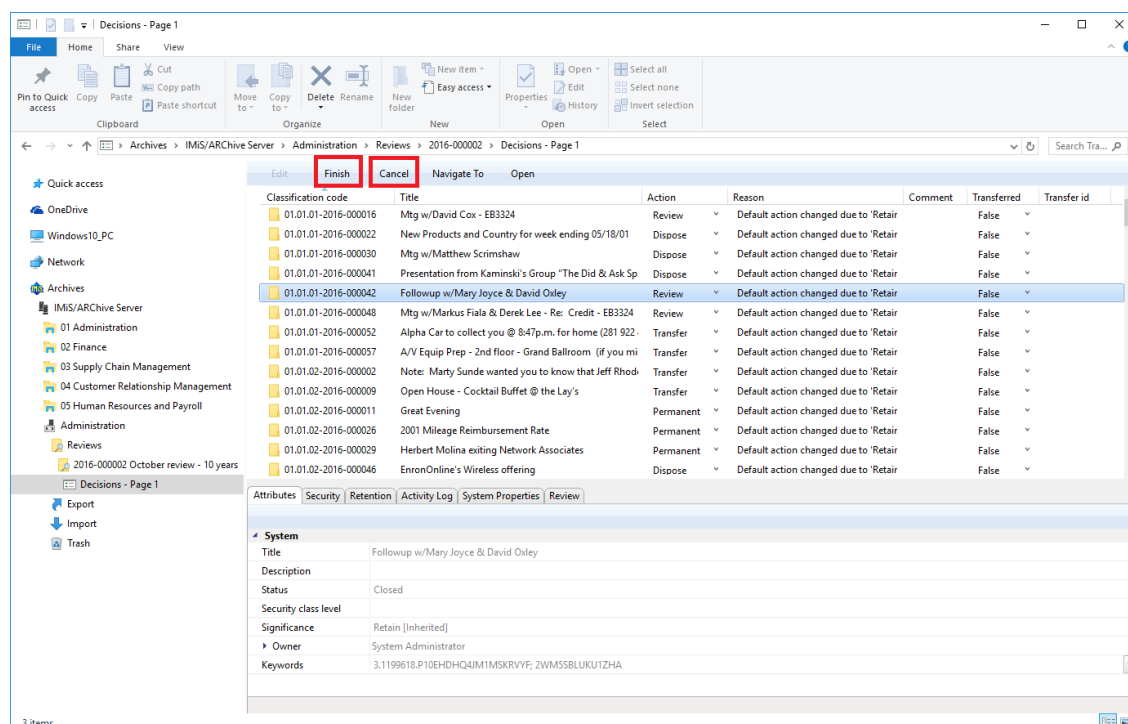 Decisions - Page 1
File Home Share View
Pin to Quick access Copy Paste Cut Copy path Paste shortcut Move to Copy to Delete Rename New folder New item Easy access Properties Open Edit History Select all Select none Invert selection
Clipboard Organize New Open Select
Archives > IMiS/ARChive Server > Administration > Reviews > 2016-000002 > Decisions - Page 1 Search Tra...
Quick access
OneDrive
Windows10_PC
Network
Archives
IMiS/ARChive Server
01 Administration
02 Finance
03 Supply Chain Management
04 Customer Relationship Management
05 Human Resources and Payroll
Administration
Reviews
2016-000002 October review - 10 years
Decisions - Page 1
Export
Import
Trash
Edit Finish Cancel Navigate To Open
Classification code Title Action Reason Comment Transferred Transfer id
01.01.01-2016-000016 Mtg w/David Cox - EB3324 Review Default action changed due to 'Retair False
01.01.01-2016-000022 New Products and Country for week ending 05/18/01 Dispose Default action changed due to 'Retair False
01.01.01-2016-000030 Mtg w/Matthew Scrimshaw Dispose Default action changed due to 'Retair False
01.01.01-2016-000041 Presentation from Kaminski's Group "The Did & Ask Sp Dispose Default action changed due to 'Retair False
01.01.01-2016-000042 Followup w/Mary Joyce & David Oxley Review Default action changed due to 'Retair False
01.01.01-2016-000048 Mtg w/Markus Fiala & Derek Lee - Re: Credit - EB3324 Review Default action changed due to 'Retair False
01.01.01-2016-000052 Alpha Car to collect you @ 8:47p.m. for home (281 922- Transfer Default action changed due to 'Retair False
01.01.01-2016-000057 A/V Equip Prep - 2nd floor - Grand Ballroom (if you mi Transfer Default action changed due to 'Retair False
01.01.02-2016-000002 Note: Marty Sunde wanted you to know that Jeff Rhod Transfer Default action changed due to 'Retair False
01.01.02-2016-000009 Open House - Cocktail Buffet @ the Lay's Transfer Default action changed due to 'Retair False
01.01.02-2016-000011 Great Evening Permanent Default action changed due to 'Retair False
01.01.02-2016-000026 2001 Mileage Reimbursement Rate Permanent Default action changed due to 'Retair False
01.01.02-2016-000029 Herbert Molina exiting Network Associates Permanent Default action changed due to 'Retair False
01.01.02-2016-000046 EnronOnline's Wireless offering Dispose Default action changed due to 'Retair False
Attributes Security Retention Activity Log System Properties Review
System
Title Followup w/Mary Joyce & David Oxley
Description
Status Closed
Security class level
Significance Retain [Inherited]
Owner System Administrator
Keywords 3.1199618.P10EHDHQ4JM1MSKRVYF; 2WM5SBLUKU1ZHA
3 items